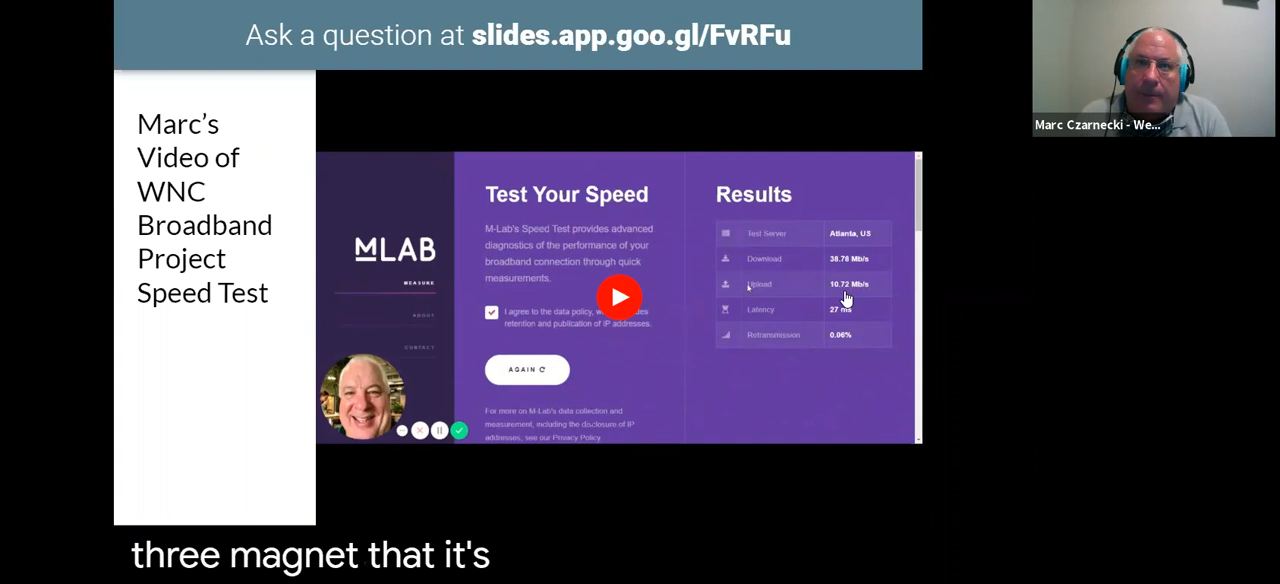 Ask a question at slides.app.goo.gl/FvRFu
Marc Czarnecki - We...
Marc's
Video of
WNC
Broadband
Project
Speed Test
MLAB
MEASURE
ABOUT
CONTACT
Test Your Speed
M-Lab's Speed Test provides advanced
diagnostics of the performance of your
broadband connection through quick
measurements.
I agree to the data policy,
retention and publication of IP addresses.
AGAIN
For more on M-Lab's data collection and
measurement, including the disclosure of IP
addresses, see our Privacy Policy
Results
Test Server Atlanta, US
Download 38.78 Mb/s
Upload 10.72 Mb/s
Latency 27 ms
Retransmission 0.06%
three magnet that it's